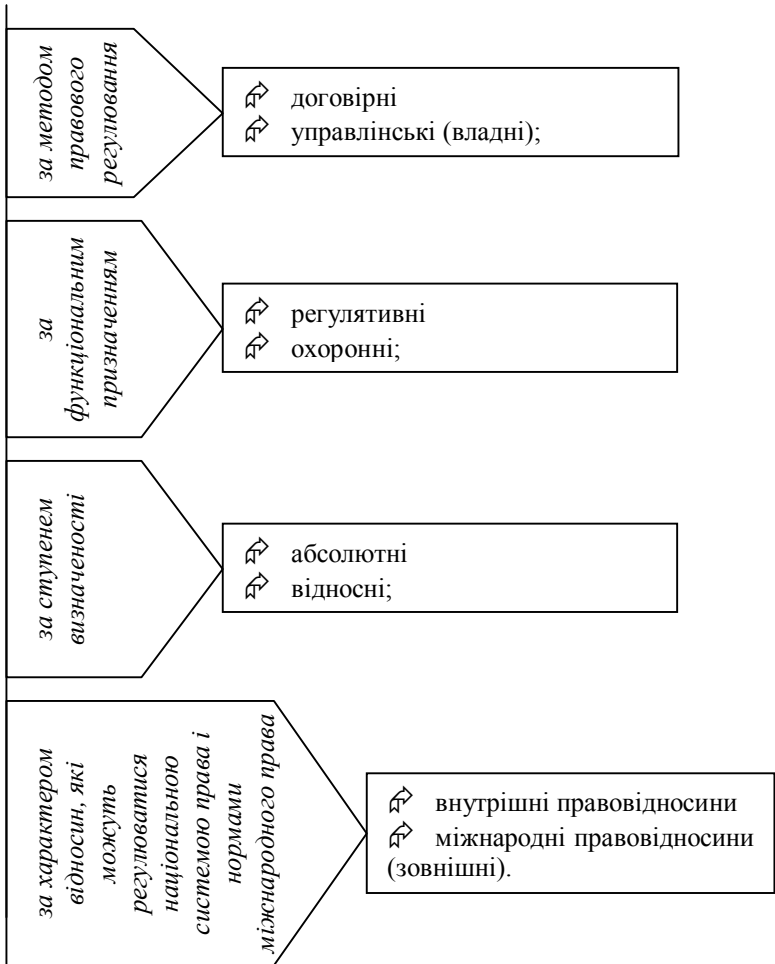 за методом
правового
регулювання
договірні
управлінські (владні);
за
функціональним
призначенням
регулятивні
охоронні;
за ступенем
визначеності
абсолютні
відносні;
за характером
відносин, які
можуть
регулюватися
національною
системою права і
нормами
міжнародного права
внутрішні правовідносини
міжнародні правовідносини
(зовнішні).